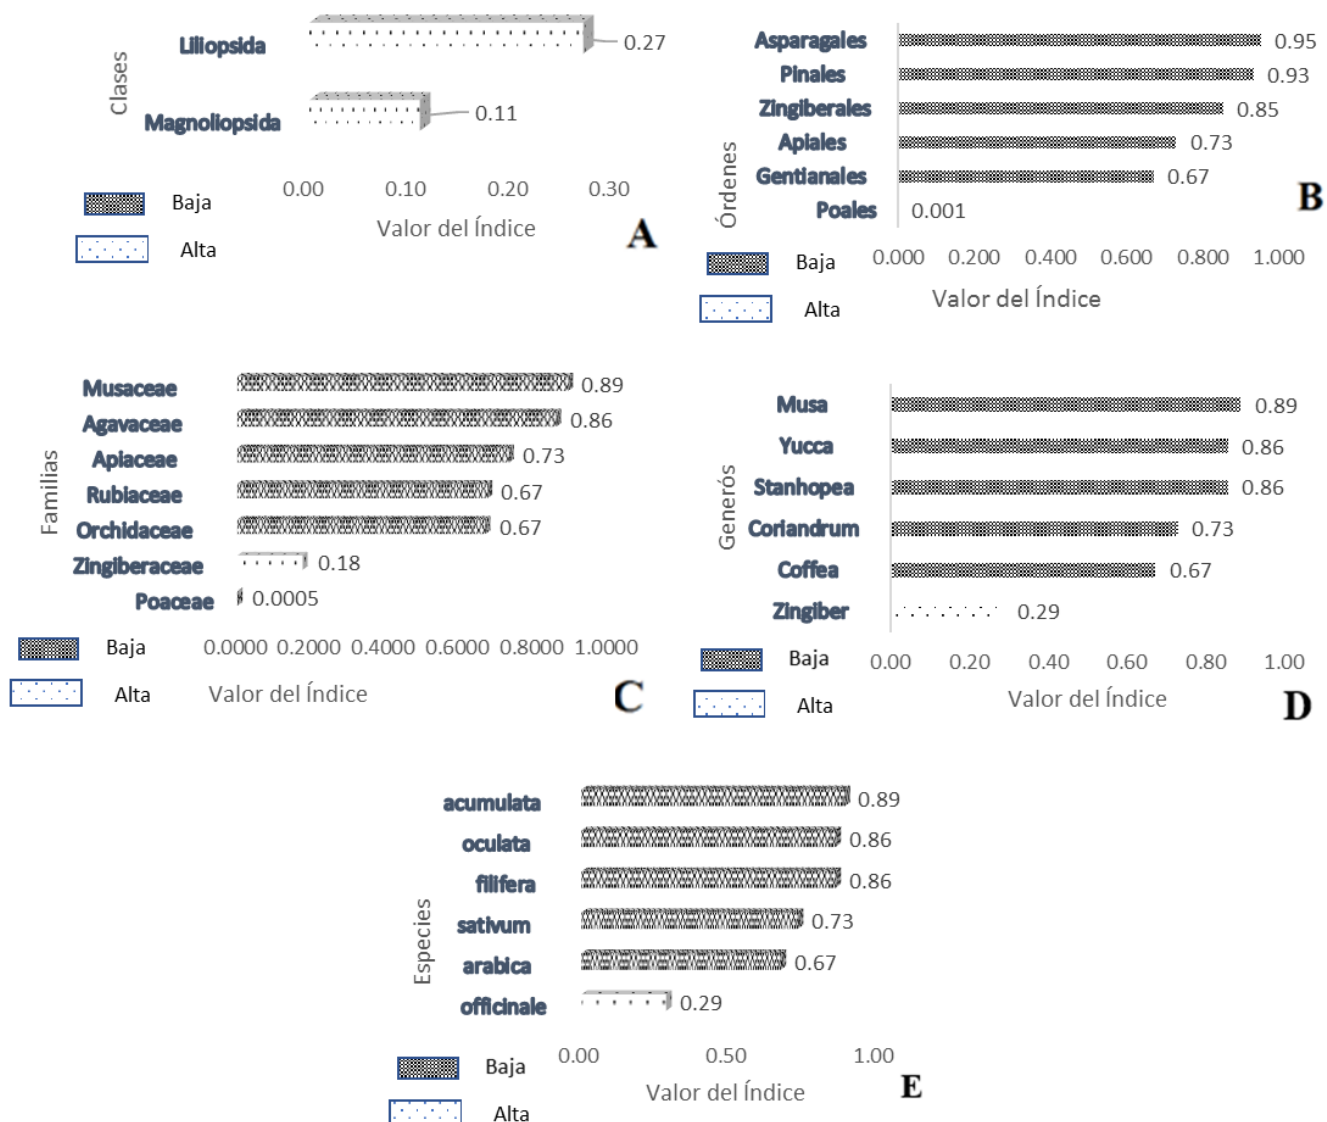 Clases
Liliopsida
0.27
Magnoliopsida
0.11
0.00 0.10 0.20 0.30
Valor del Índice
Baja
Alta
A
Órdenes
Asparagales
0.95
Pinales
0.93
Zingiberales
0.85
Apiales
0.73
Gentianales
0.67
Poales
0.001
0.000 0.200 0.400 0.600 0.800 1.000
Valor del Índice
Baja
Alta
B
Familias
Musaceae
0.89
Agavaceae
0.86
Apiaceae
0.73
Rubiaceae
0.67
Orchidaceae
0.67
Zingiberaceae
0.18
Poaceae
0.0005
0.0000 0.2000 0.4000 0.6000 0.8000 1.0000
Valor del Índice
Baja
Alta
C
Generós
Musa
0.89
Yucca
0.86
Stanhopea
0.86
Coriandrum
0.73
Coffea
0.67
Zingiber
0.29
0.00 0.20 0.40 0.60 0.80 1.00
Valor del Índice
Baja
Alta
D
Especies
acumulata
0.89
oculata
0.86
filifera
0.86
sativum
0.73
arabica
0.67
officinale
0.29
0.00 0.50 1.00
Valor del Índice
Baja
Alta
E